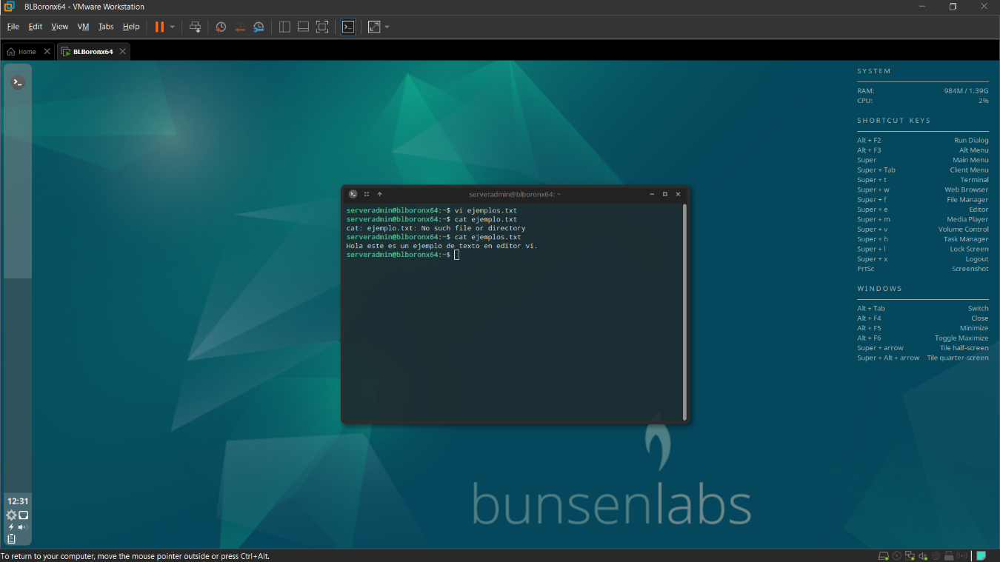 BLBoronx64 - VMware Workstation
File Edit View VM Tabs Help
Home BLBoronx64
SYSTEM
RAM: 984M / 1.39G
CPU: 2%
SHORTCUT KEYS
Alt + F2 Run Dialog
Alt + F3 Alt Menu
Super Main Menu
Super + Tab Client Menu
Super + t Terminal
Super + w Web Browser
Super + f File Manager
Super + e Editor
Super + m Media Player
Super + v Volume Control
Super + h Task Manager
Super + l Lock Screen
Super + x Logout
PrtSc Screenshot
WINDOWS
Alt + Tab Switch
Alt + F4 Close
Alt + F5 Minimize
Alt + F6 Toggle Maximize
Super + arrow Tile half-screen
Super + Alt + arrow Tile quarter-screen
serveradmin@blboronx64: ~
serveradmin@blboronx64:~$ vi ejemplos.txt
serveradmin@blboronx64:~$ cat ejemplo.txt
cat: ejemplo.txt: No such file or directory
serveradmin@blboronx64:~$ cat ejemplos.txt
Hola este es un ejemplo de texto en editor vi.
serveradmin@blboronx64:~$
bunsenlabs
12:31
To return to your computer, move the mouse pointer outside or press Ctrl+Alt.